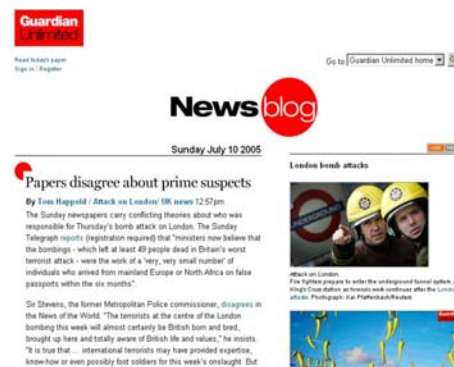 Guardian
Unlimited
Read today's paper
Sign in / Register
Go to Guardian Unlimited home
Newsblog
Sunday July 10 2005
Papers disagree about prime suspects
By Tom Happold / Attack on London/ UK news 12:57pm
The Sunday newspapers carry conflicting theories about who was
responsible for Thursday's bomb attack on London. The Sunday
Telegraph reports (registration required) that "ministers now believe that
the bombings - which left at least 49 people dead in Britain's worst
terrorist attack - were the work of a 'very, very small number' of
individuals who arrived from mainland Europe or North Africa on false
passports within the six months".
Sir Stevens, the former Metropolitan Police commissioner, disagrees in
the News of the World. "The terrorists at the centre of the London
bombing this week will almost certainly be British born and bred,
brought up here and totally aware of British life and values," he insists.
"It is true that ... international terrorists may have provided expertise,
know-how or even possibly foot soldiers for this week's onslaught. But
London bomb attacks
UNDERGROUND
Attack on London
Fire fighters prepare to enter the underground tunnel system
King's Cross station as forensic work continues after the London
attacks. Photograph: Kai Pfaffenbach/Reuters